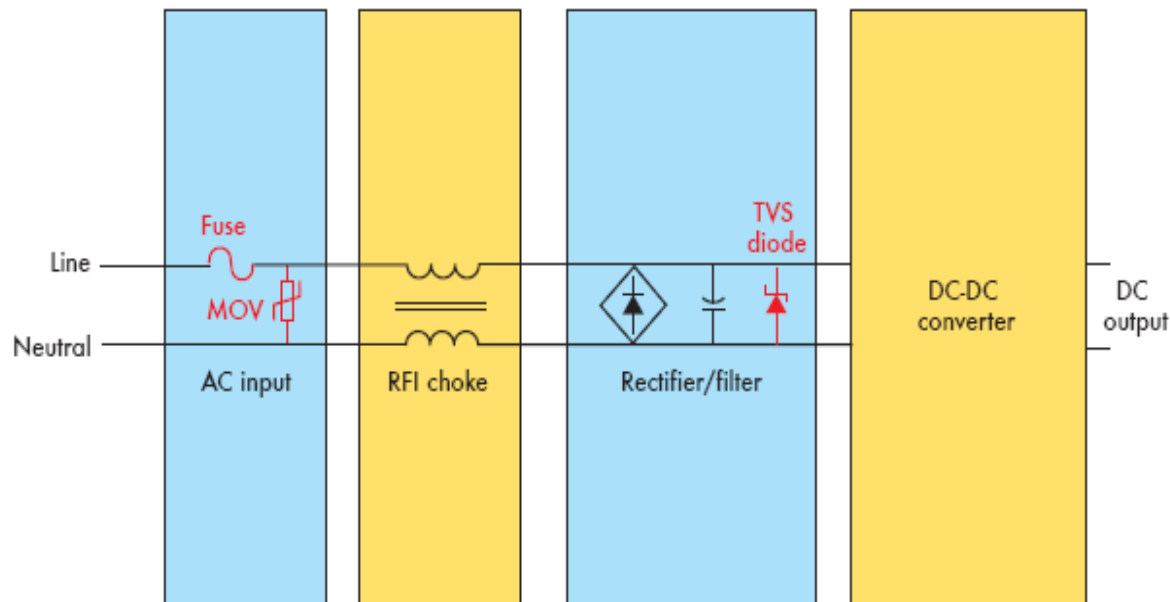 Fuse
TVS
diode
Line
MOV
DC-DC
converter
DC
output
Neutral
AC input
RFI choke
Rectifier/filter